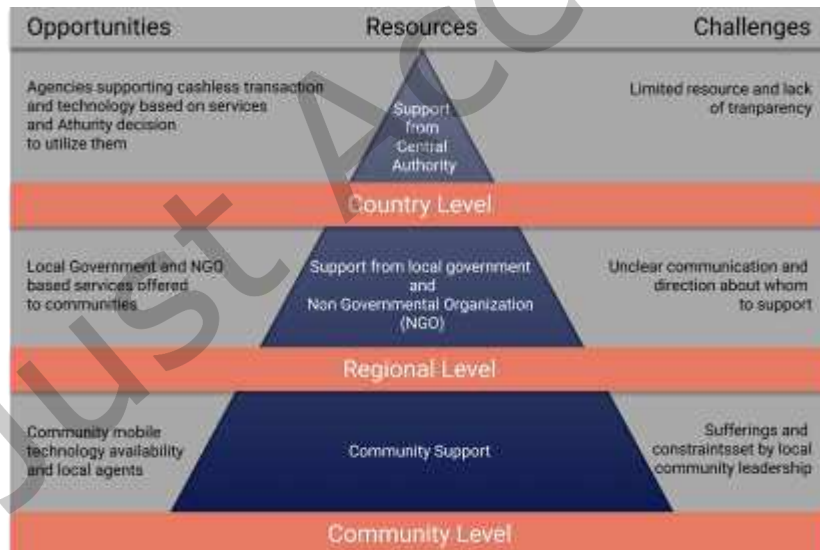 Opportunities
Resources
Challenges
Agencies supporting cashless transaction
and technology based on services
and Athurity decision
to utilize them
Support
from
Central
Authority
Limited resource and lack
of tranparency
Country Level
Local Government and NGO
based services offered
to communities
Support from local government
and
Non Governmental Organization
(NGO)
Unclear communication and
direction about whom
to support
Regional Level
Community mobile
technology availability
and local agents
Community Support
Sufferings and
constraintsset by local
community leadership
Community Level
Just Acc